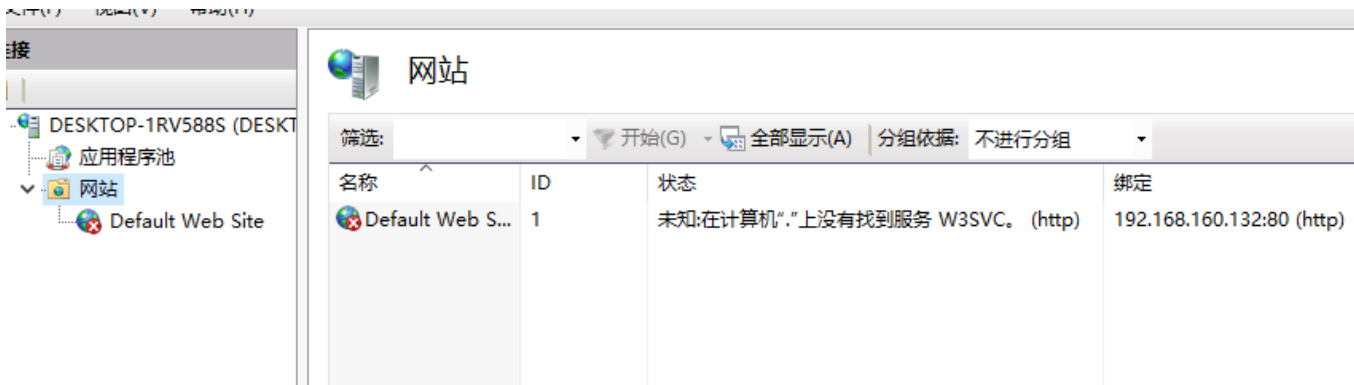 接
网站
DESKTOP-1RV588S (DESKT
应用程序池
网站
Default Web Site
筛选: 开始(G) 全部显示(A) 分组依据: 不进行分组
名称 ID 状态 绑定
Default Web S... 1 未知:在计算机“.”上没有找到服务 W3SVC。 (http) 192.168.160.132:80 (http)